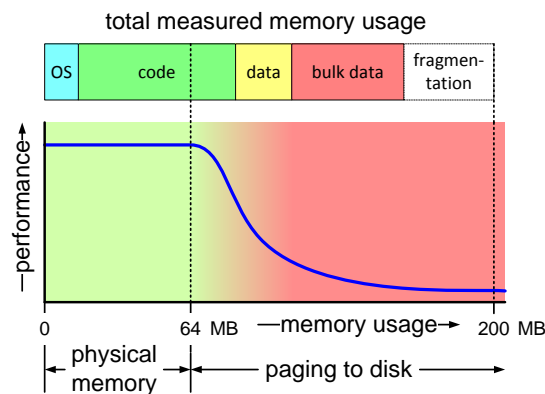 total measured memory usage
OS
code
data
bulk data
fragmen-
tation
performance
0
64 MB
memory usage
200 MB
physical
memory
paging to disk